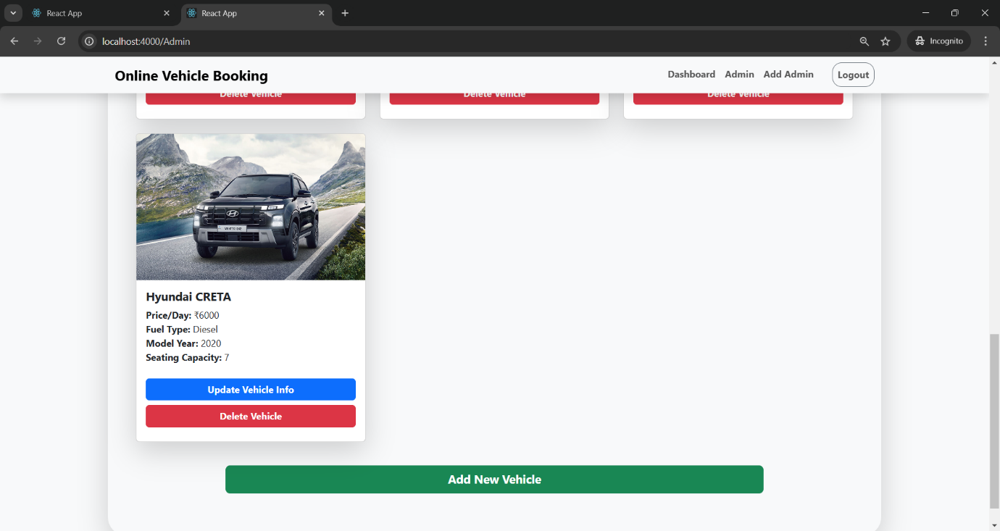 React App
React App
localhost:4000/Admin
Incognito
Online Vehicle Booking
Dashboard
Admin
Add Admin
Logout
Delete Vehicle
Delete Vehicle
Delete Vehicle
Hyundai CRETA
Price/Day: ₹6000
Fuel Type: Diesel
Model Year: 2020
Seating Capacity: 7
Update Vehicle Info
Delete Vehicle
Add New Vehicle